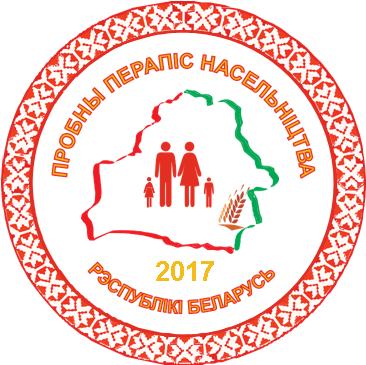 ПРОБНЫ ПЕРАПІС НАСЕЛЬНІЦТВА
2017
РЭСПУБЛІКІ БЕЛАРУСЬ